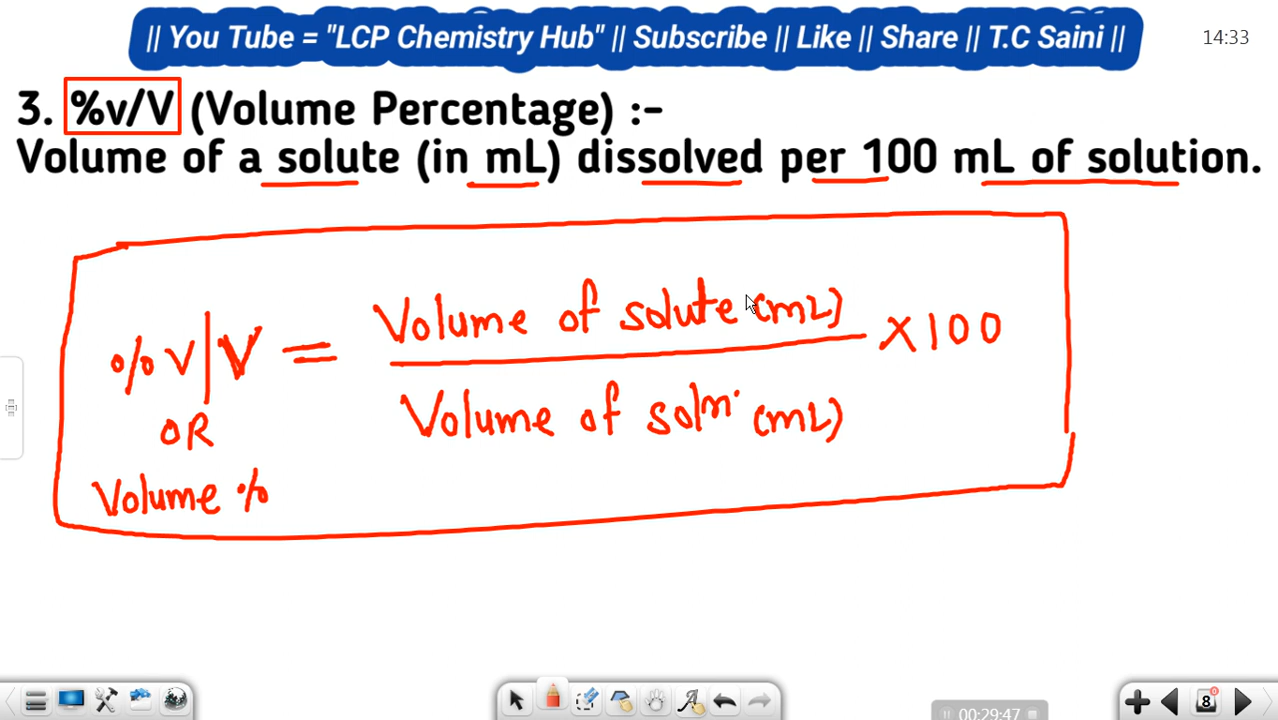 || You Tube = "LCP Chemistry Hub" || Subscribe || Like || Share || T.C Saini ||
14:33
3. %v/V (Volume Percentage) :-
Volume of a solute (in mL) dissolved per 100 mL of solution.
%v/V = Volume of solute (mL) / Volume of soln. (mL) × 100
OR
Volume %
8
00:29:47